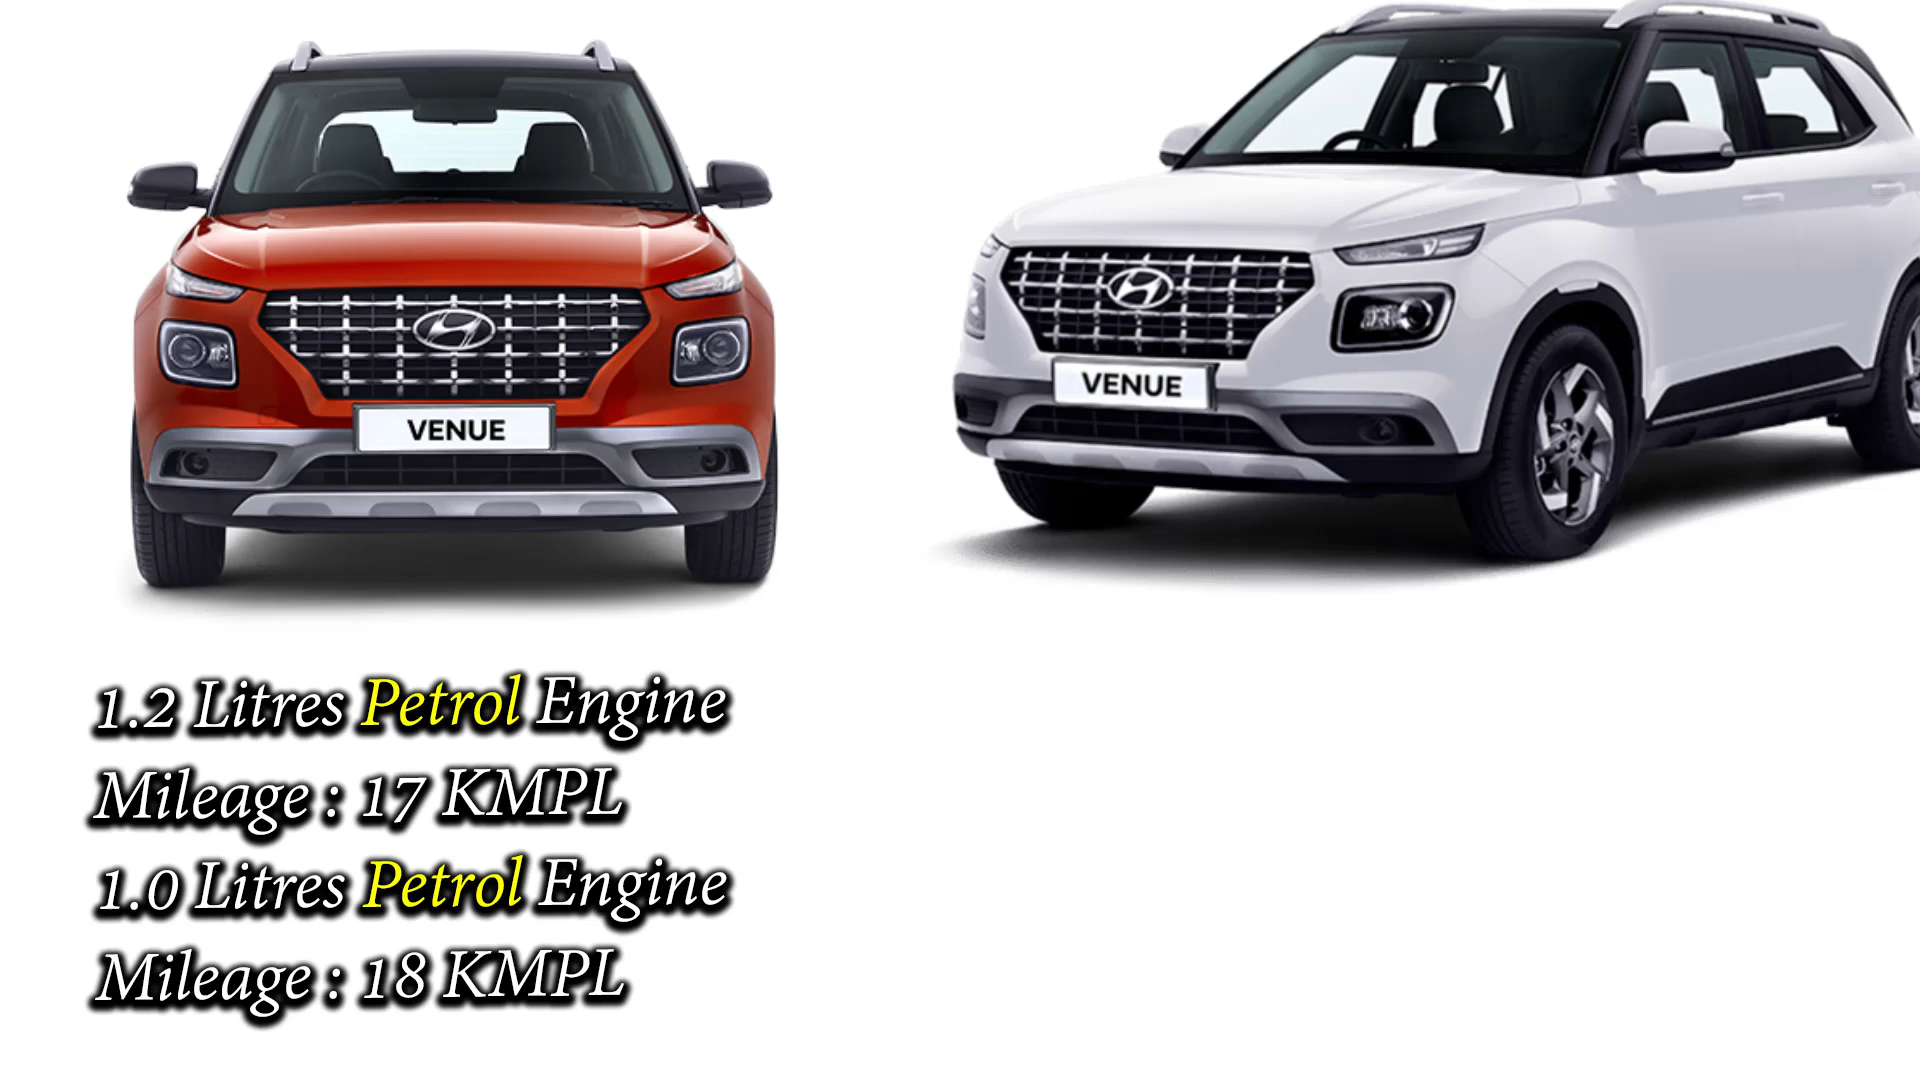 VENUE
VENUE
1.2 Litres Petrol Engine
Mileage : 17 KMPL
1.0 Litres Petrol Engine
Mileage : 18 KMPL